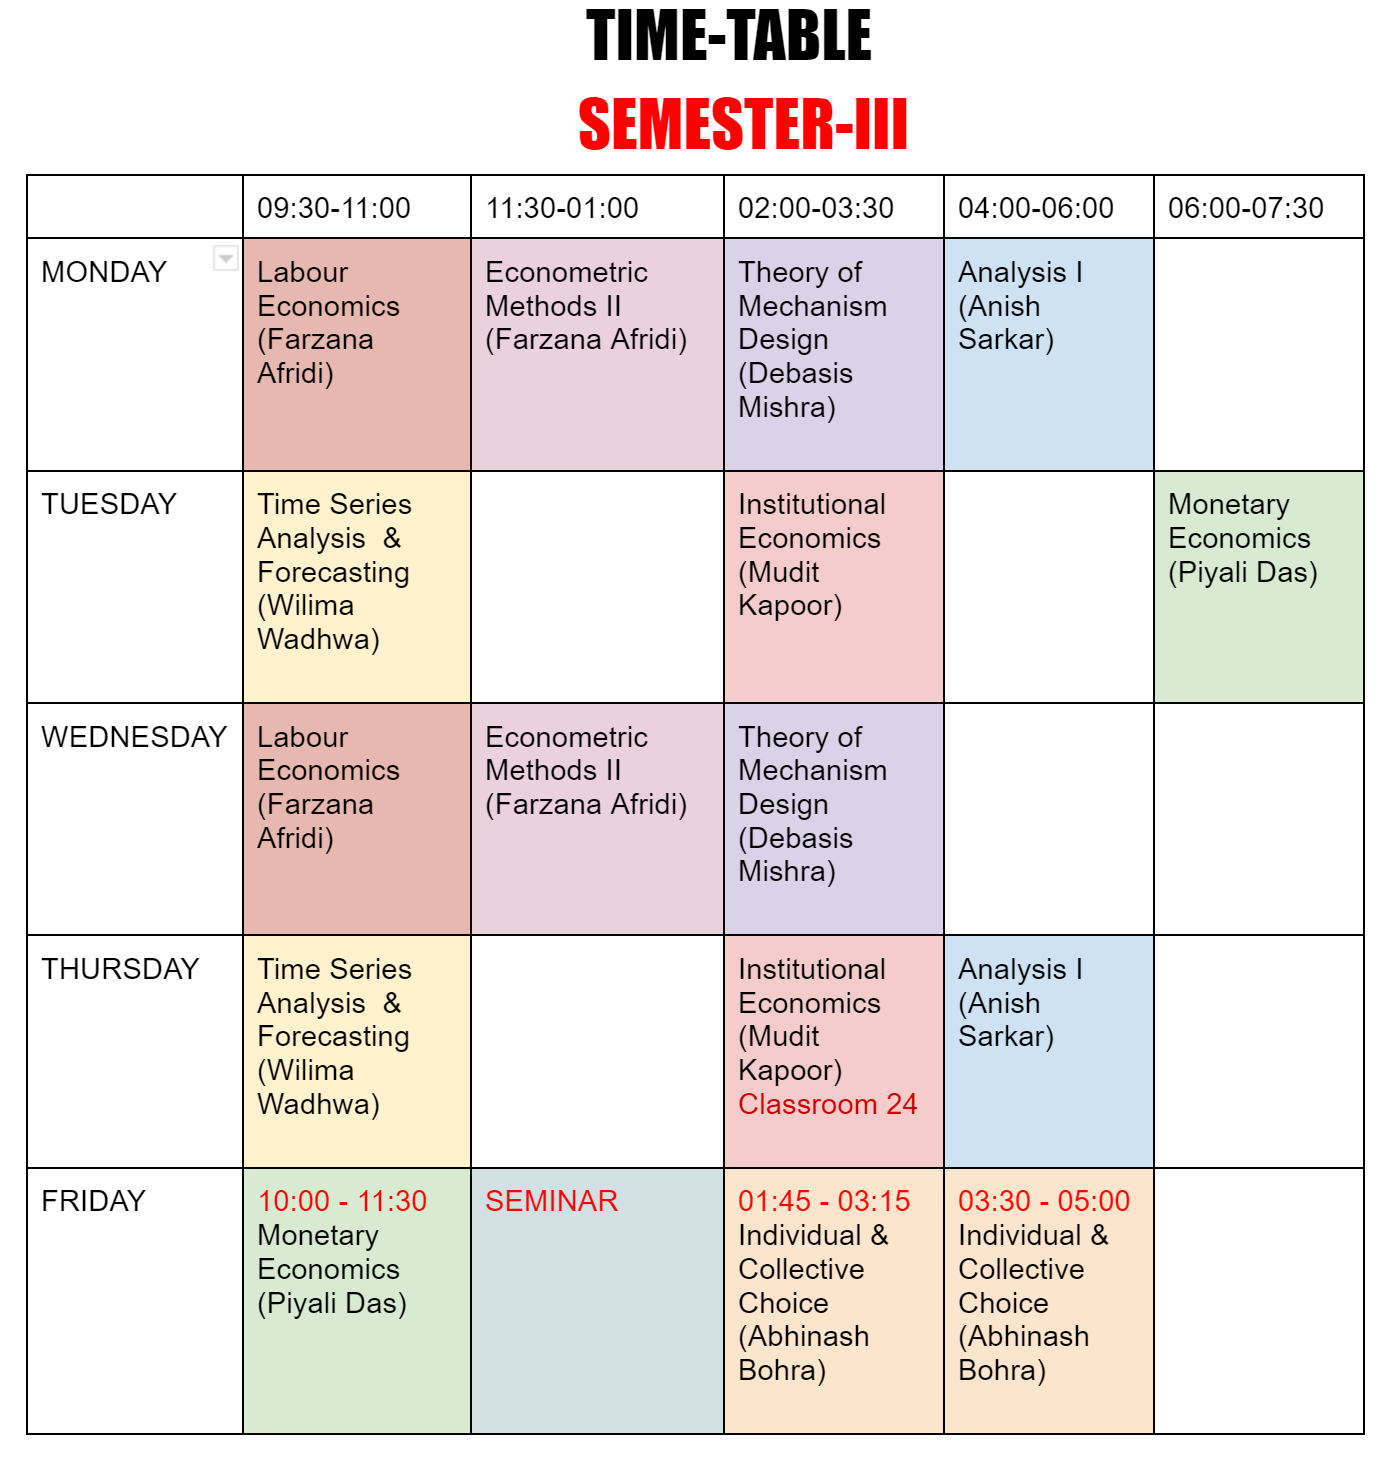 TIME-TABLE
SEMESTER-III
09:30-11:00
11:30-01:00
02:00-03:30
04:00-06:00
06:00-07:30
MONDAY
Labour
Economics
(Farzana
Afridi)
Econometric
Methods II
(Farzana Afridi)
Theory of
Mechanism
Design
(Debasis
Mishra)
Analysis I
(Anish
Sarkar)
TUESDAY
Time Series
Analysis  &
Forecasting
(Wilima
Wadhwa)
Institutional
Economics
(Mudit
Kapoor)
Monetary
Economics
(Piyali Das)
WEDNESDAY
Labour
Economics
(Farzana
Afridi)
Econometric
Methods II
(Farzana Afridi)
Theory of
Mechanism
Design
(Debasis
Mishra)
THURSDAY
Time Series
Analysis  &
Forecasting
(Wilima
Wadhwa)
Institutional
Economics
(Mudit
Kapoor)
Classroom 24
Analysis I
(Anish
Sarkar)
FRIDAY
10:00 - 11:30
Monetary
Economics
(Piyali Das)
SEMINAR
01:45 - 03:15
Individual &
Collective
Choice
(Abhinash
Bohra)
03:30 - 05:00
Individual &
Collective
Choice
(Abhinash
Bohra)